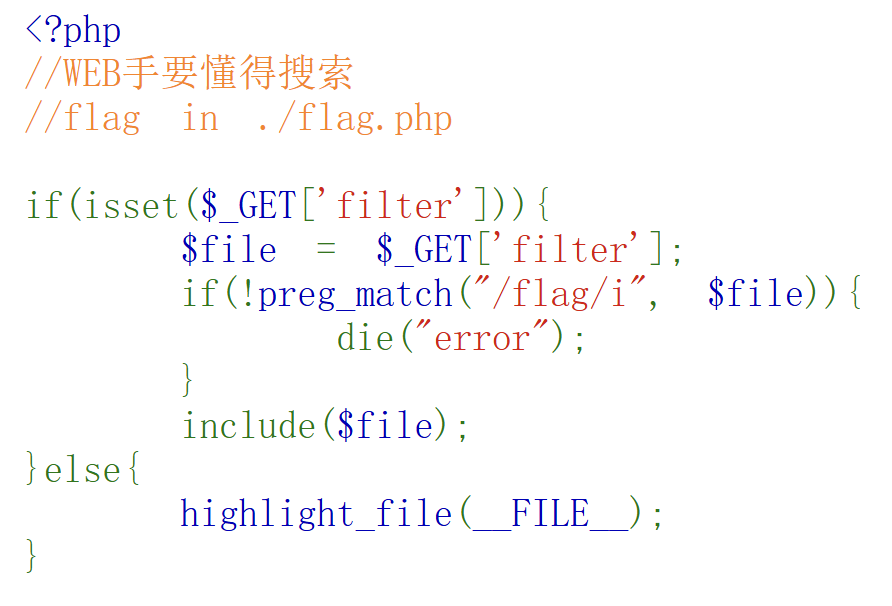 <?php
//WEB手要懂得搜索
//flag in ./flag.php
if(isset($_GET['filter'])){
$file = $_GET['filter'];
if(!preg_match("/flag/i", $file)){
die("error");
}
include($file);
}else{
highlight_file(__FILE__);
}